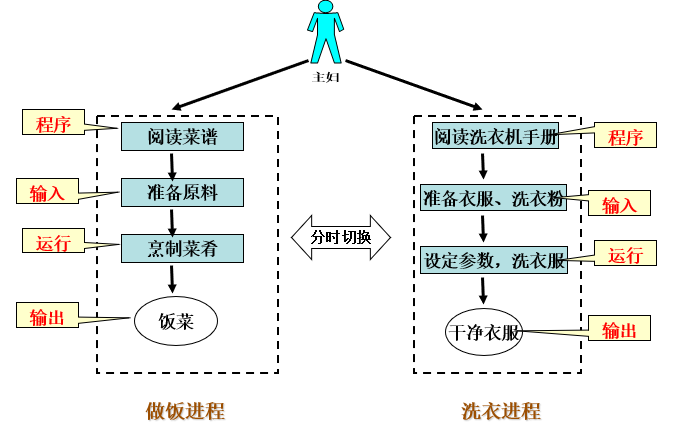 主妇
程序
阅读菜谱
输入
准备原料
运行
烹制菜肴
输出
饭菜
做饭进程
分时切换
阅读洗衣机手册
程序
准备衣服、洗衣粉
输入
设定参数，洗衣服
运行
干净衣服
输出
洗衣进程